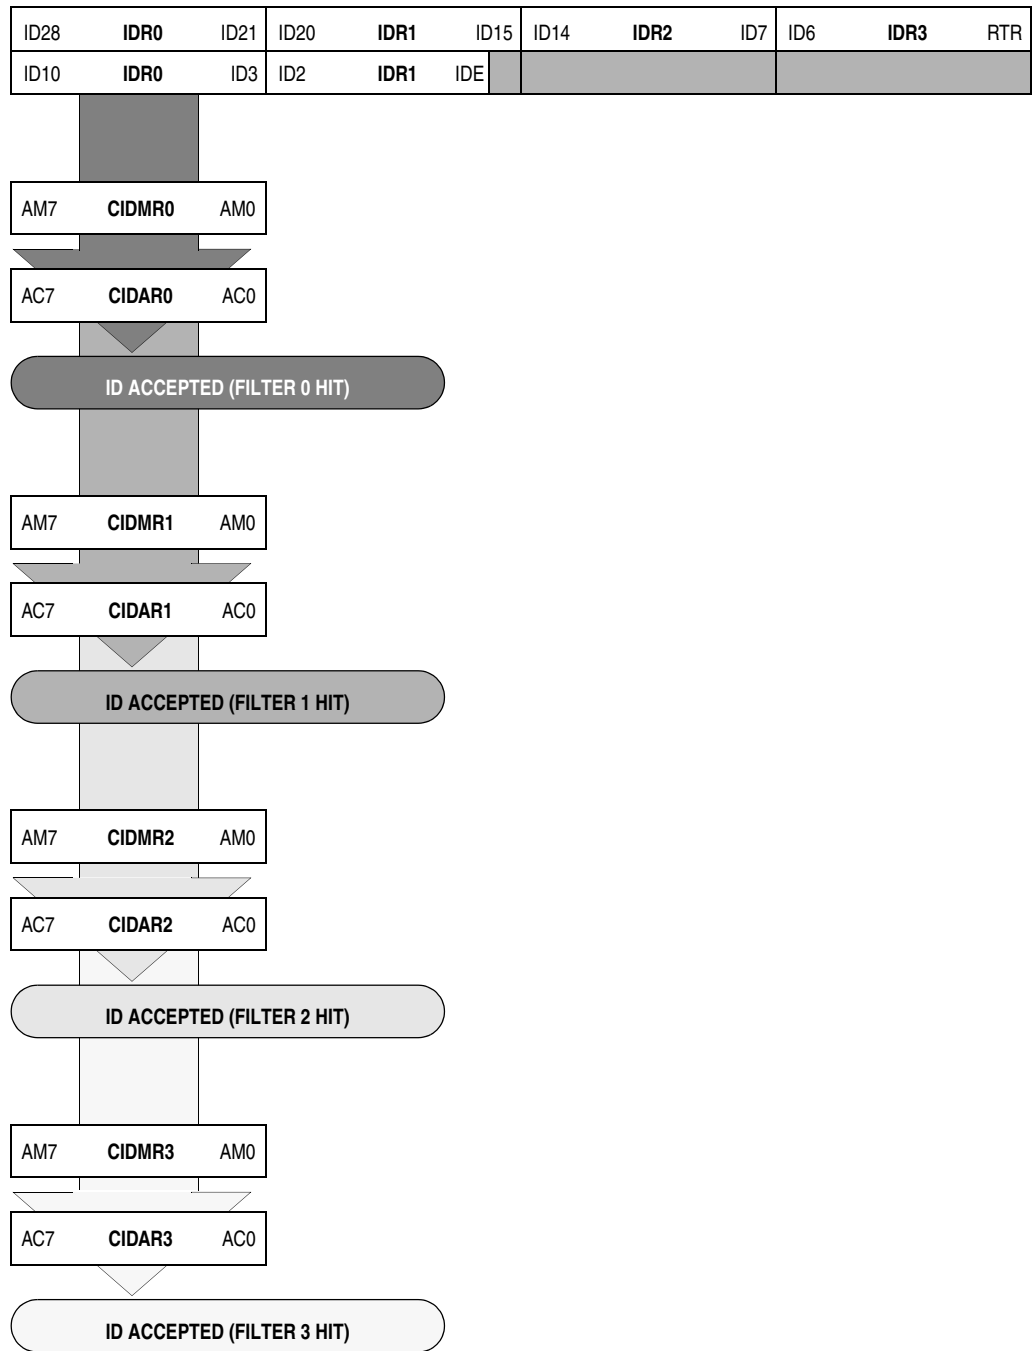 ID28 IDR0 ID21 ID20 IDR1 ID15 ID14 IDR2 ID7 ID6 IDR3 RTR
ID10 IDR0 ID3 ID2 IDR1 IDE
AM7 CIDMR0 AM0
AC7 CIDAR0 AC0
ID ACCEPTED (FILTER 0 HIT)
AM7 CIDMR1 AM0
AC7 CIDAR1 AC0
ID ACCEPTED (FILTER 1 HIT)
AM7 CIDMR2 AM0
AC7 CIDAR2 AC0
ID ACCEPTED (FILTER 2 HIT)
AM7 CIDMR3 AM0
AC7 CIDAR3 AC0
ID ACCEPTED (FILTER 3 HIT)